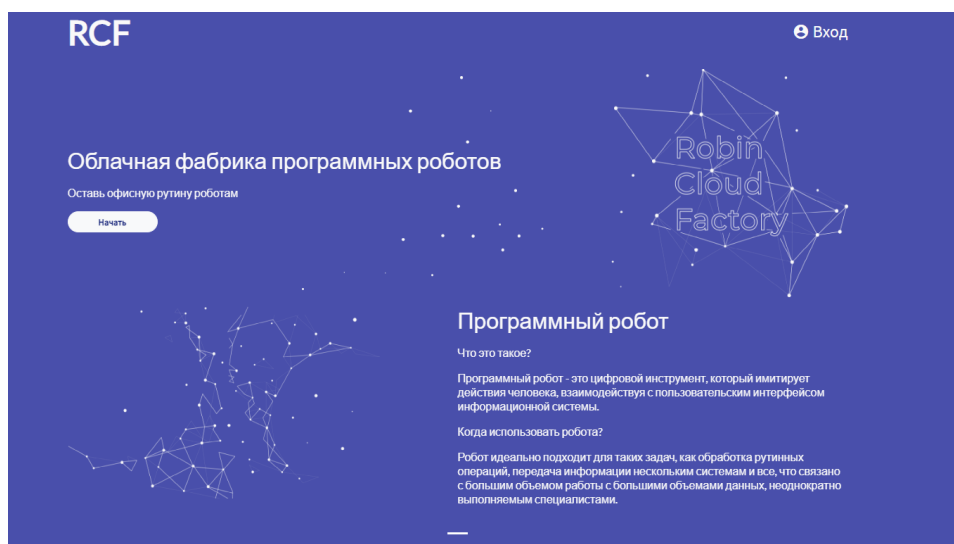 RCF
Вход
Облачная фабрика программных роботов
Оставь офисную рутину роботам
Начать
Robin
Cloud
Factory
Программный робот
Что это такое?
Программный робот - это цифровой инструмент, который имитирует
действия человека, взаимодействуя с пользовательским интерфейсом
информационной системы.
Когда использовать робота?
Робот идеально подходит для таких задач, как обработка рутинных
операций, передача информации нескольким системам и все, что связано
с большим объемом работы с большими объемами данных, неоднократно
выполняемым специалистами.